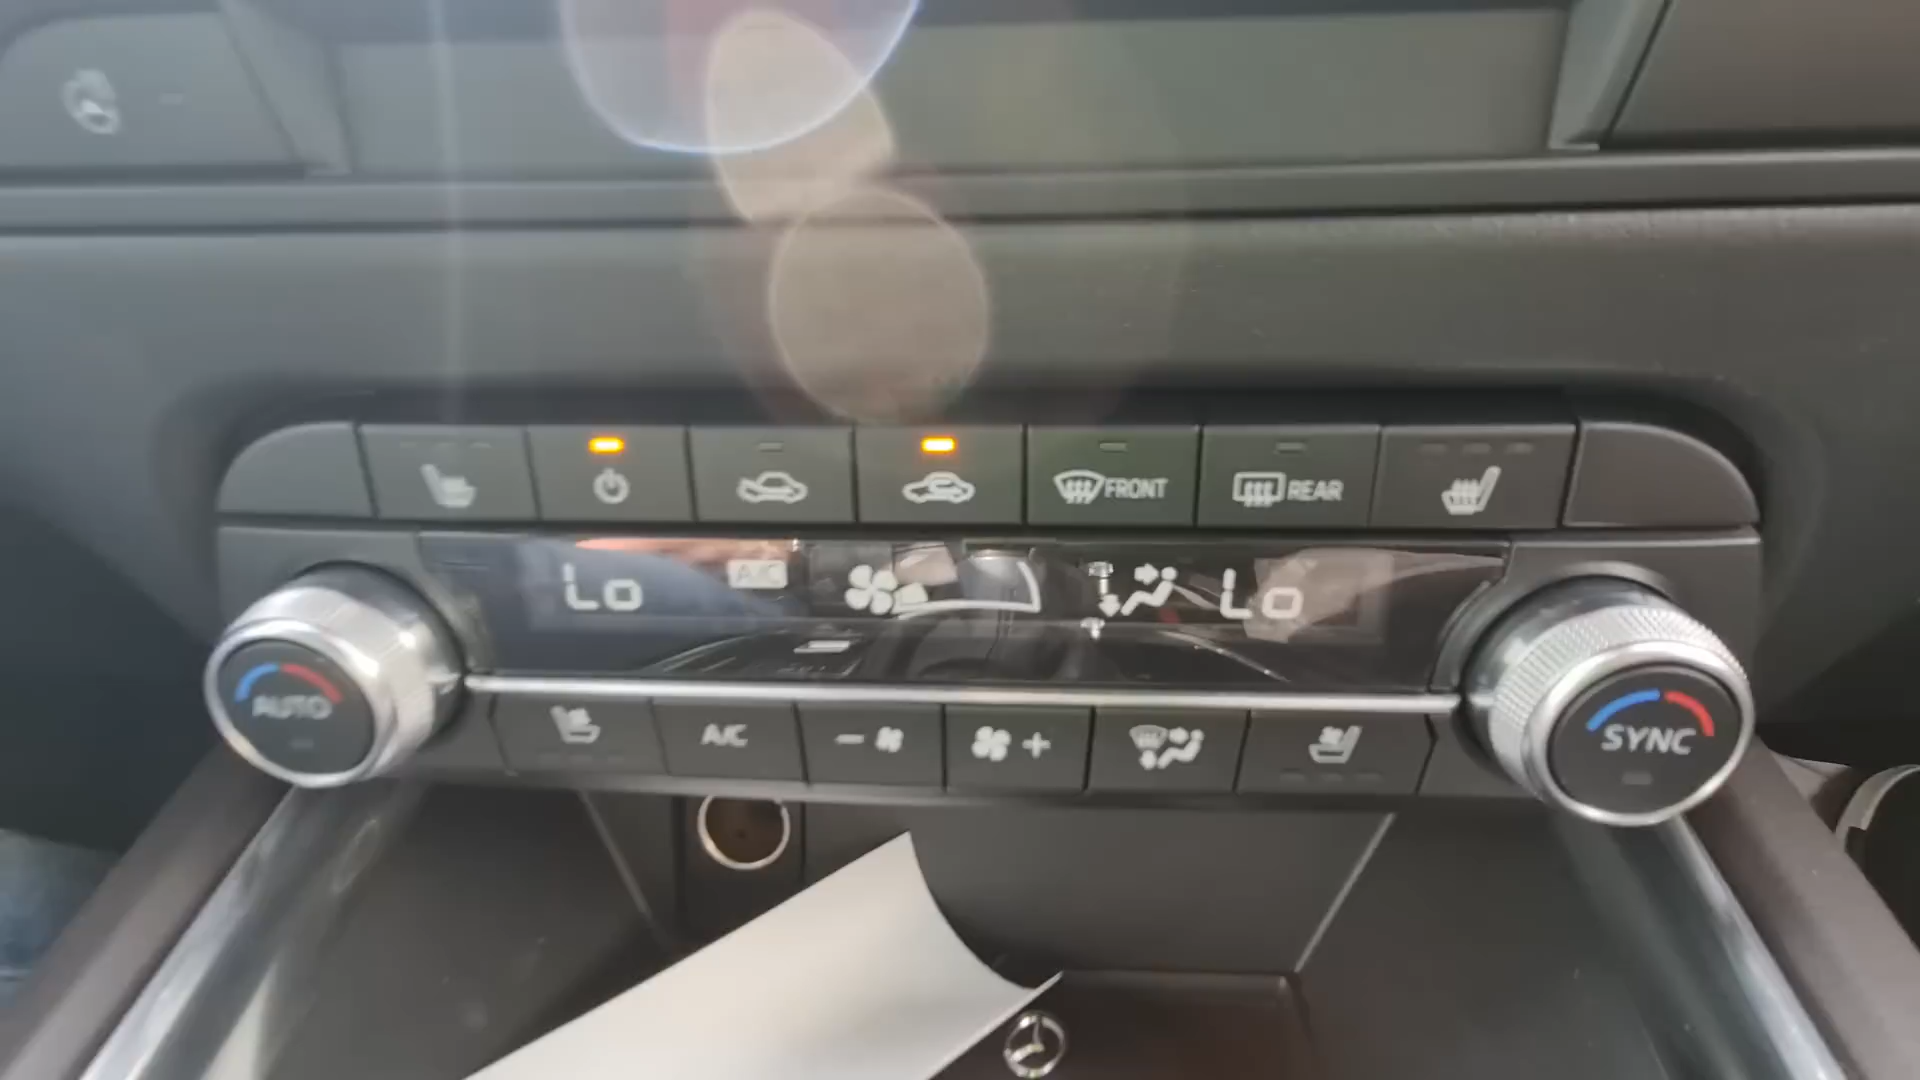 FRONT
REAR
Lo
A/C
Lo
AUTO
A/C
- +
SYNC